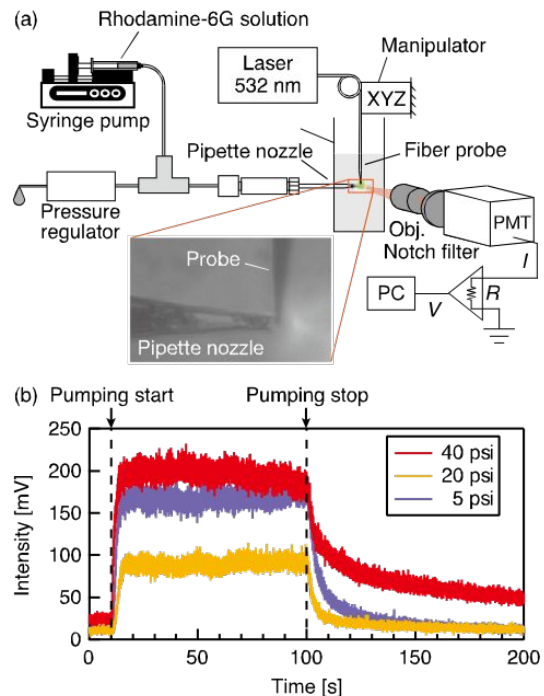 (a)
Rhodamine-6G solution
Syringe pump
Laser
532 nm
Manipulator
XYZ
Pipette nozzle
Fiber probe
Pressure
regulator
Obj.
Notch filter
PMT
I
PC
V
R
Probe
Pipette nozzle
(b)
Pumping start
Pumping stop
Intensity [mV]
250
200
150
100
50
0
40 psi
20 psi
5 psi
0
50
100
150
200
Time [s]